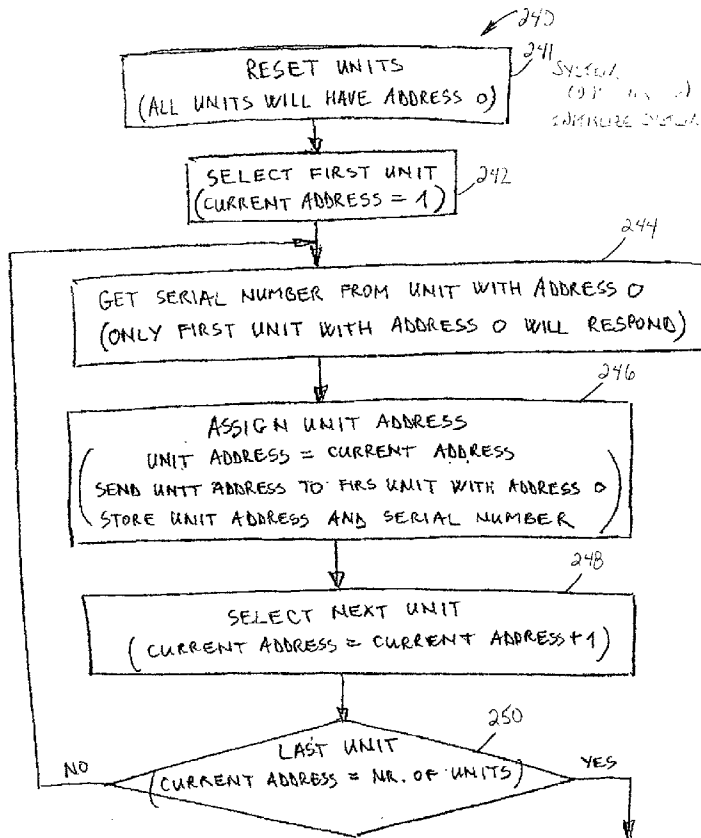 240
RESET UNITS
(ALL UNITS WILL HAVE ADDRESS 0)
241
SYSTEM
INITIALIZE SYSTEM
SELECT FIRST UNIT
(CURRENT ADDRESS = 1)
242
244
GET SERIAL NUMBER FROM UNIT WITH ADDRESS 0
(ONLY FIRST UNIT WITH ADDRESS 0 WILL RESPOND)
246
ASSIGN UNIT ADDRESS
UNIT ADDRESS = CURRENT ADDRESS
SEND UNIT ADDRESS TO FIRS UNIT WITH ADDRESS 0
STORE UNIT ADDRESS AND SERIAL NUMBER
248
SELECT NEXT UNIT
(CURRENT ADDRESS = CURRENT ADDRESS+1)
250
LAST UNIT
(CURRENT ADDRESS = NR. OF UNITS)
NO
YES